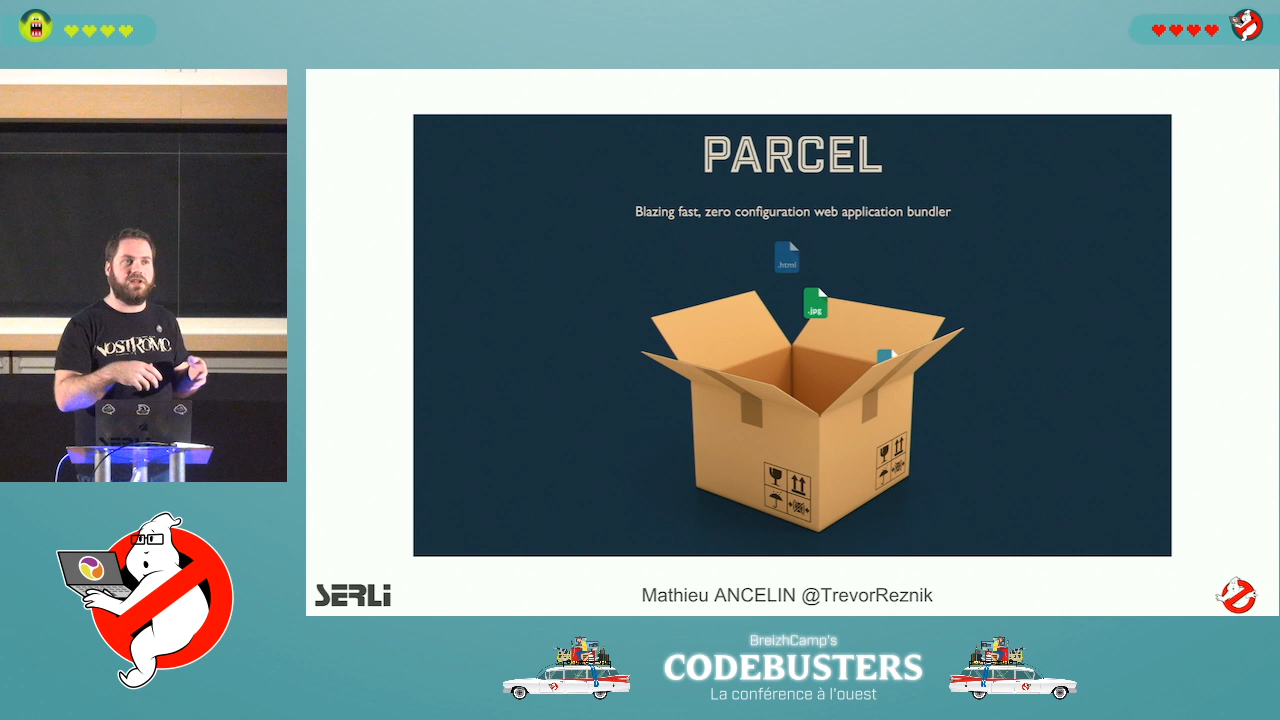 PARCEL
Blazing fast, zero configuration web application bundler
.html
.jpg
NOSTROMO
SERLI
SERLI
Mathieu ANCELIN @TrevorReznik
BreizhCamp's
CODEBUSTERS
La conférence à l'ouest